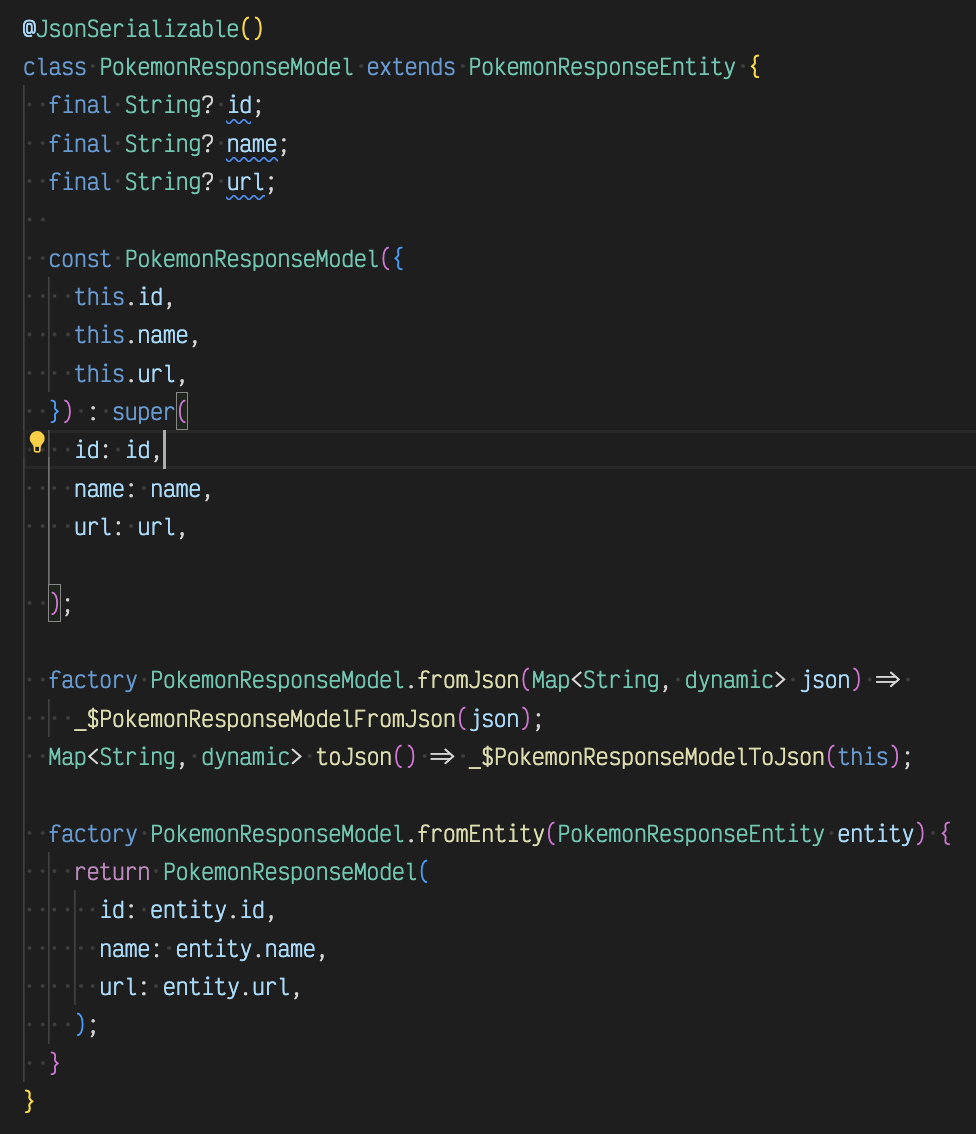 @JsonSerializable()
class PokemonResponseModel extends PokemonResponseEntity {
  final String? id;
  final String? name;
  final String? url;

  const PokemonResponseModel({
    this.id,
    this.name,
    this.url,
  }) : super(
    id: id,
    name: name,
    url: url,

  );

  factory PokemonResponseModel.fromJson(Map<String, dynamic> json) =>
    _$PokemonResponseModelFromJson(json);
  Map<String, dynamic> toJson() => _$PokemonResponseModelToJson(this);

  factory PokemonResponseModel.fromEntity(PokemonResponseEntity entity) {
    return PokemonResponseModel(
      id: entity.id,
      name: entity.name,
      url: entity.url,
    );
  }
}